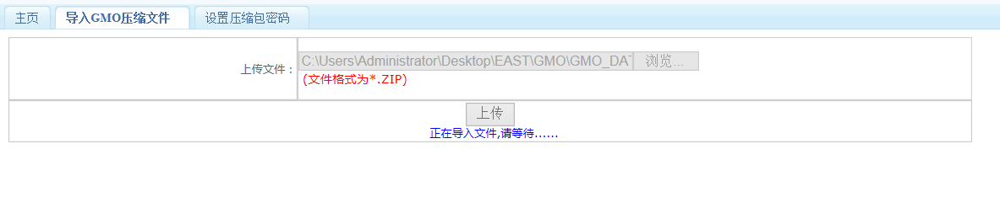 主页 导入GMO压缩文件 设置压缩包密码
上传文件： C:\Users\Administrator\Desktop\EAST\GMO\GMO_DAT 浏览...
(文件格式为*.ZIP)
上传
正在导入文件,请等待......